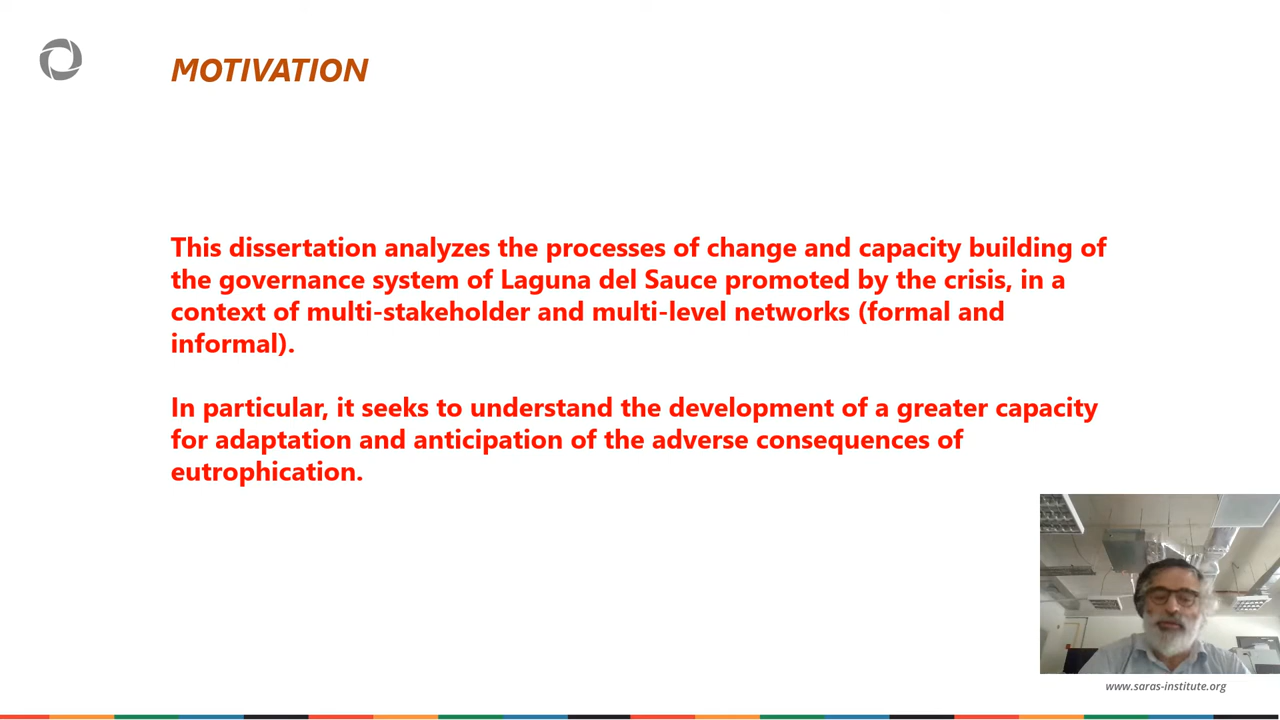 MOTIVATION
This dissertation analyzes the processes of change and capacity building of
the governance system of Laguna del Sauce promoted by the crisis, in a
context of multi-stakeholder and multi-level networks (formal and
informal).
In particular, it seeks to understand the development of a greater capacity
for adaptation and anticipation of the adverse consequences of
eutrophication.
www.saras-institute.org